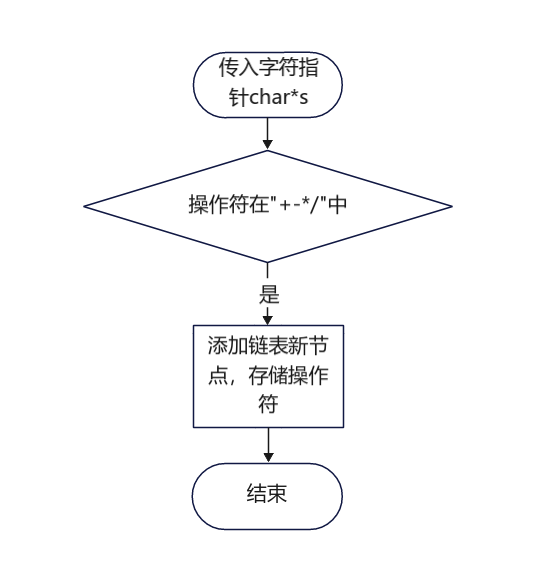 传入字符指
针char*s
操作符在"+-*/"中
是
添加链表新节
点，存储操作
符
结束